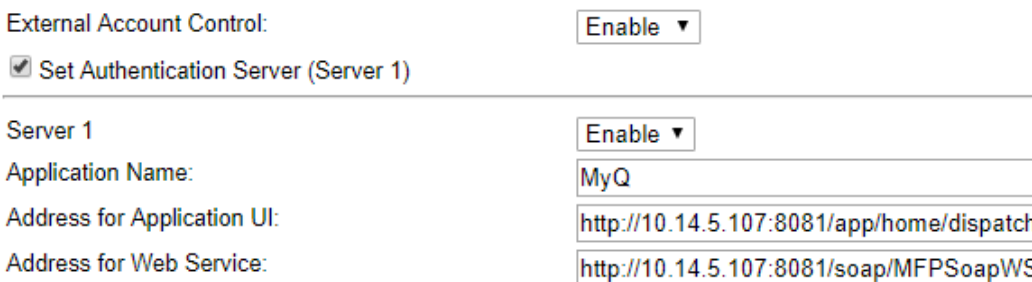 External Account Control: Enable
Set Authentication Server (Server 1)
Server 1 Enable
Application Name: MyQ
Address for Application UI: http://10.14.5.107:8081/app/home/dispatch
Address for Web Service: http://10.14.5.107:8081/soap/MFPSoapWS